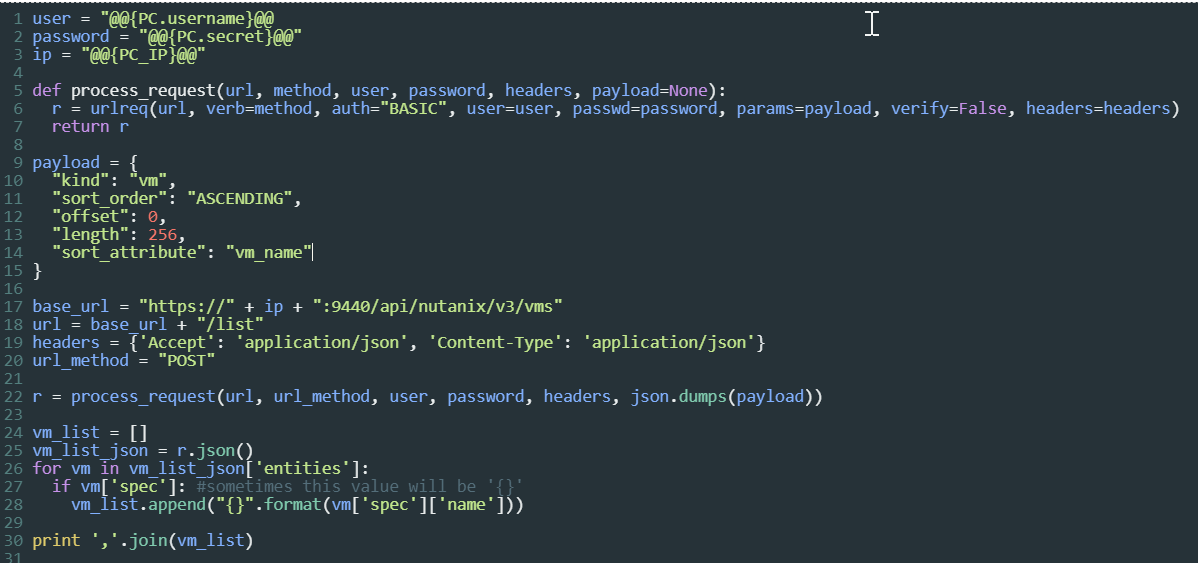 1 user = "@@{PC.username}@@
2 password = "@@{PC.secret}@@"
3 ip = "@@{PC_IP}@@"
4
5 def process_request(url, method, user, password, headers, payload=None):
6   r = urlreq(url, verb=method, auth="BASIC", user=user, passwd=password, params=payload, verify=False, headers=headers)
7   return r
8
9 payload = {
10   "kind": "vm",
11   "sort_order": "ASCENDING",
12   "offset": 0,
13   "length": 256,
14   "sort_attribute": "vm_name"
15 }
16
17 base_url = "https://" + ip + ":9440/api/nutanix/v3/vms"
18 url = base_url + "/list"
19 headers = {'Accept': 'application/json', 'Content-Type': 'application/json'}
20 url_method = "POST"
21
22 r = process_request(url, url_method, user, password, headers, json.dumps(payload))
23
24 vm_list = []
25 vm_list_json = r.json()
26 for vm in vm_list_json['entities']:
27   if vm['spec']: #sometimes this value will be '{}'
28     vm_list.append("{}".format(vm['spec']['name']))
29
30 print ','.join(vm_list)
31